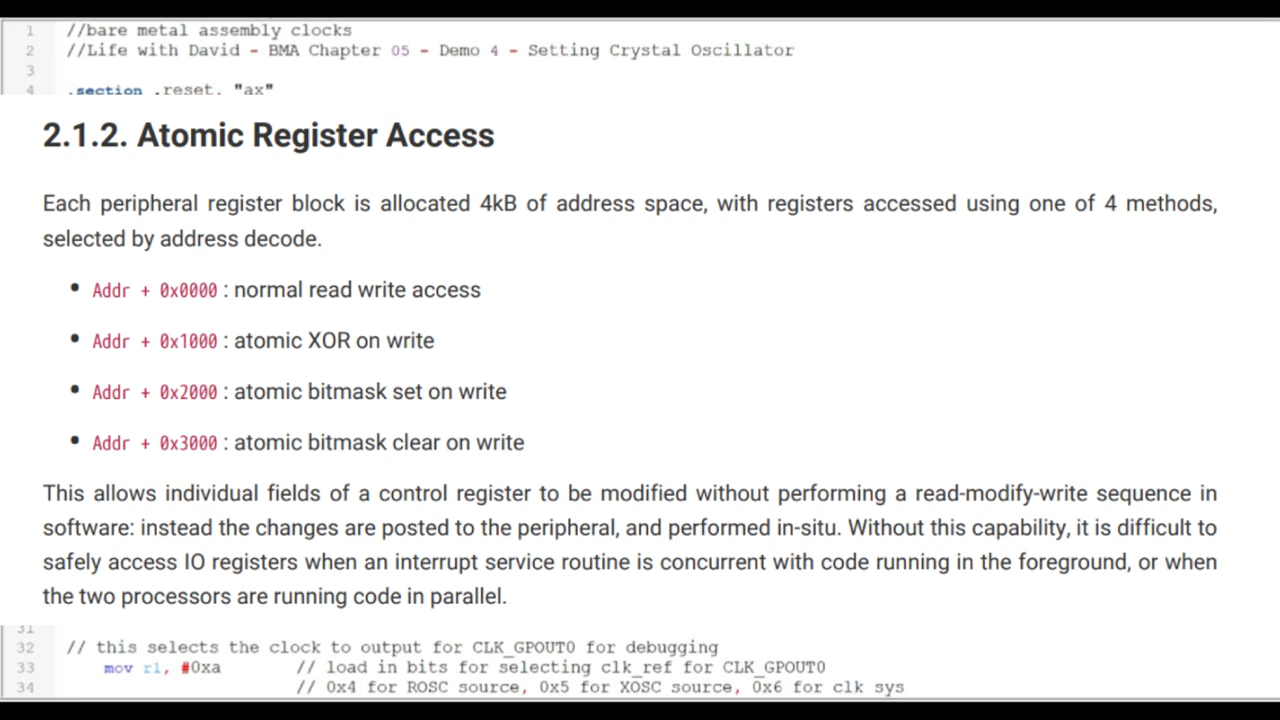 1 //bare metal assembly clocks
2 //Life with David - BMA Chapter 05 - Demo 4 - Setting Crystal Oscillator
3
4 .section .reset, "ax"
2.1.2. Atomic Register Access
Each peripheral register block is allocated 4kB of address space, with registers accessed using one of 4 methods,
selected by address decode.
• Addr + 0x0000 : normal read write access
• Addr + 0x1000 : atomic XOR on write
• Addr + 0x2000 : atomic bitmask set on write
• Addr + 0x3000 : atomic bitmask clear on write
This allows individual fields of a control register to be modified without performing a read-modify-write sequence in
software: instead the changes are posted to the peripheral, and performed in-situ. Without this capability, it is difficult to
safely access IO registers when an interrupt service routine is concurrent with code running in the foreground, or when
the two processors are running code in parallel.
31
32 // this selects the clock to output for CLK_GPOUT0 for debugging
33 mov r1, #0xa // load in bits for selecting clk_ref for CLK_GPOUT0
34 // 0x4 for ROSC source, 0x5 for XOSC source, 0x6 for clk sys